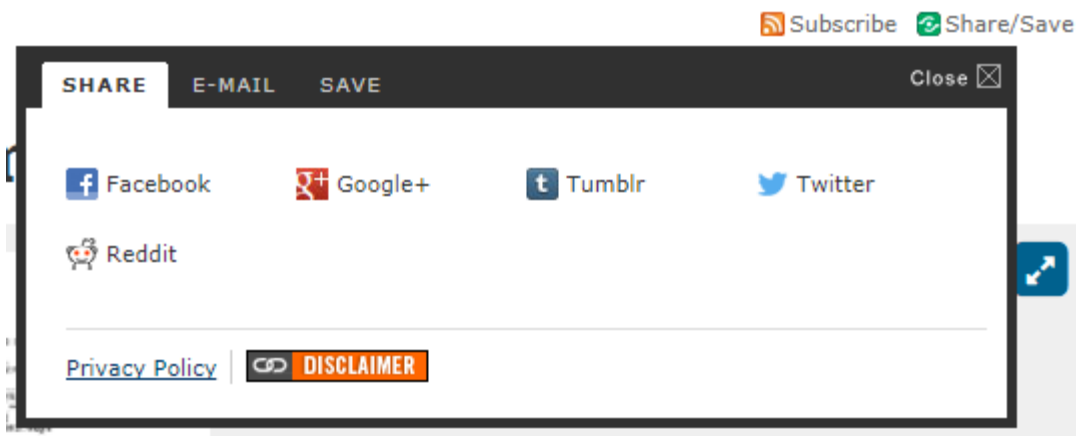 Subscribe Share/Save
SHARE E-MAIL SAVE Close
Facebook Google+ Tumblr Twitter
Reddit
Privacy Policy DISCLAIMER